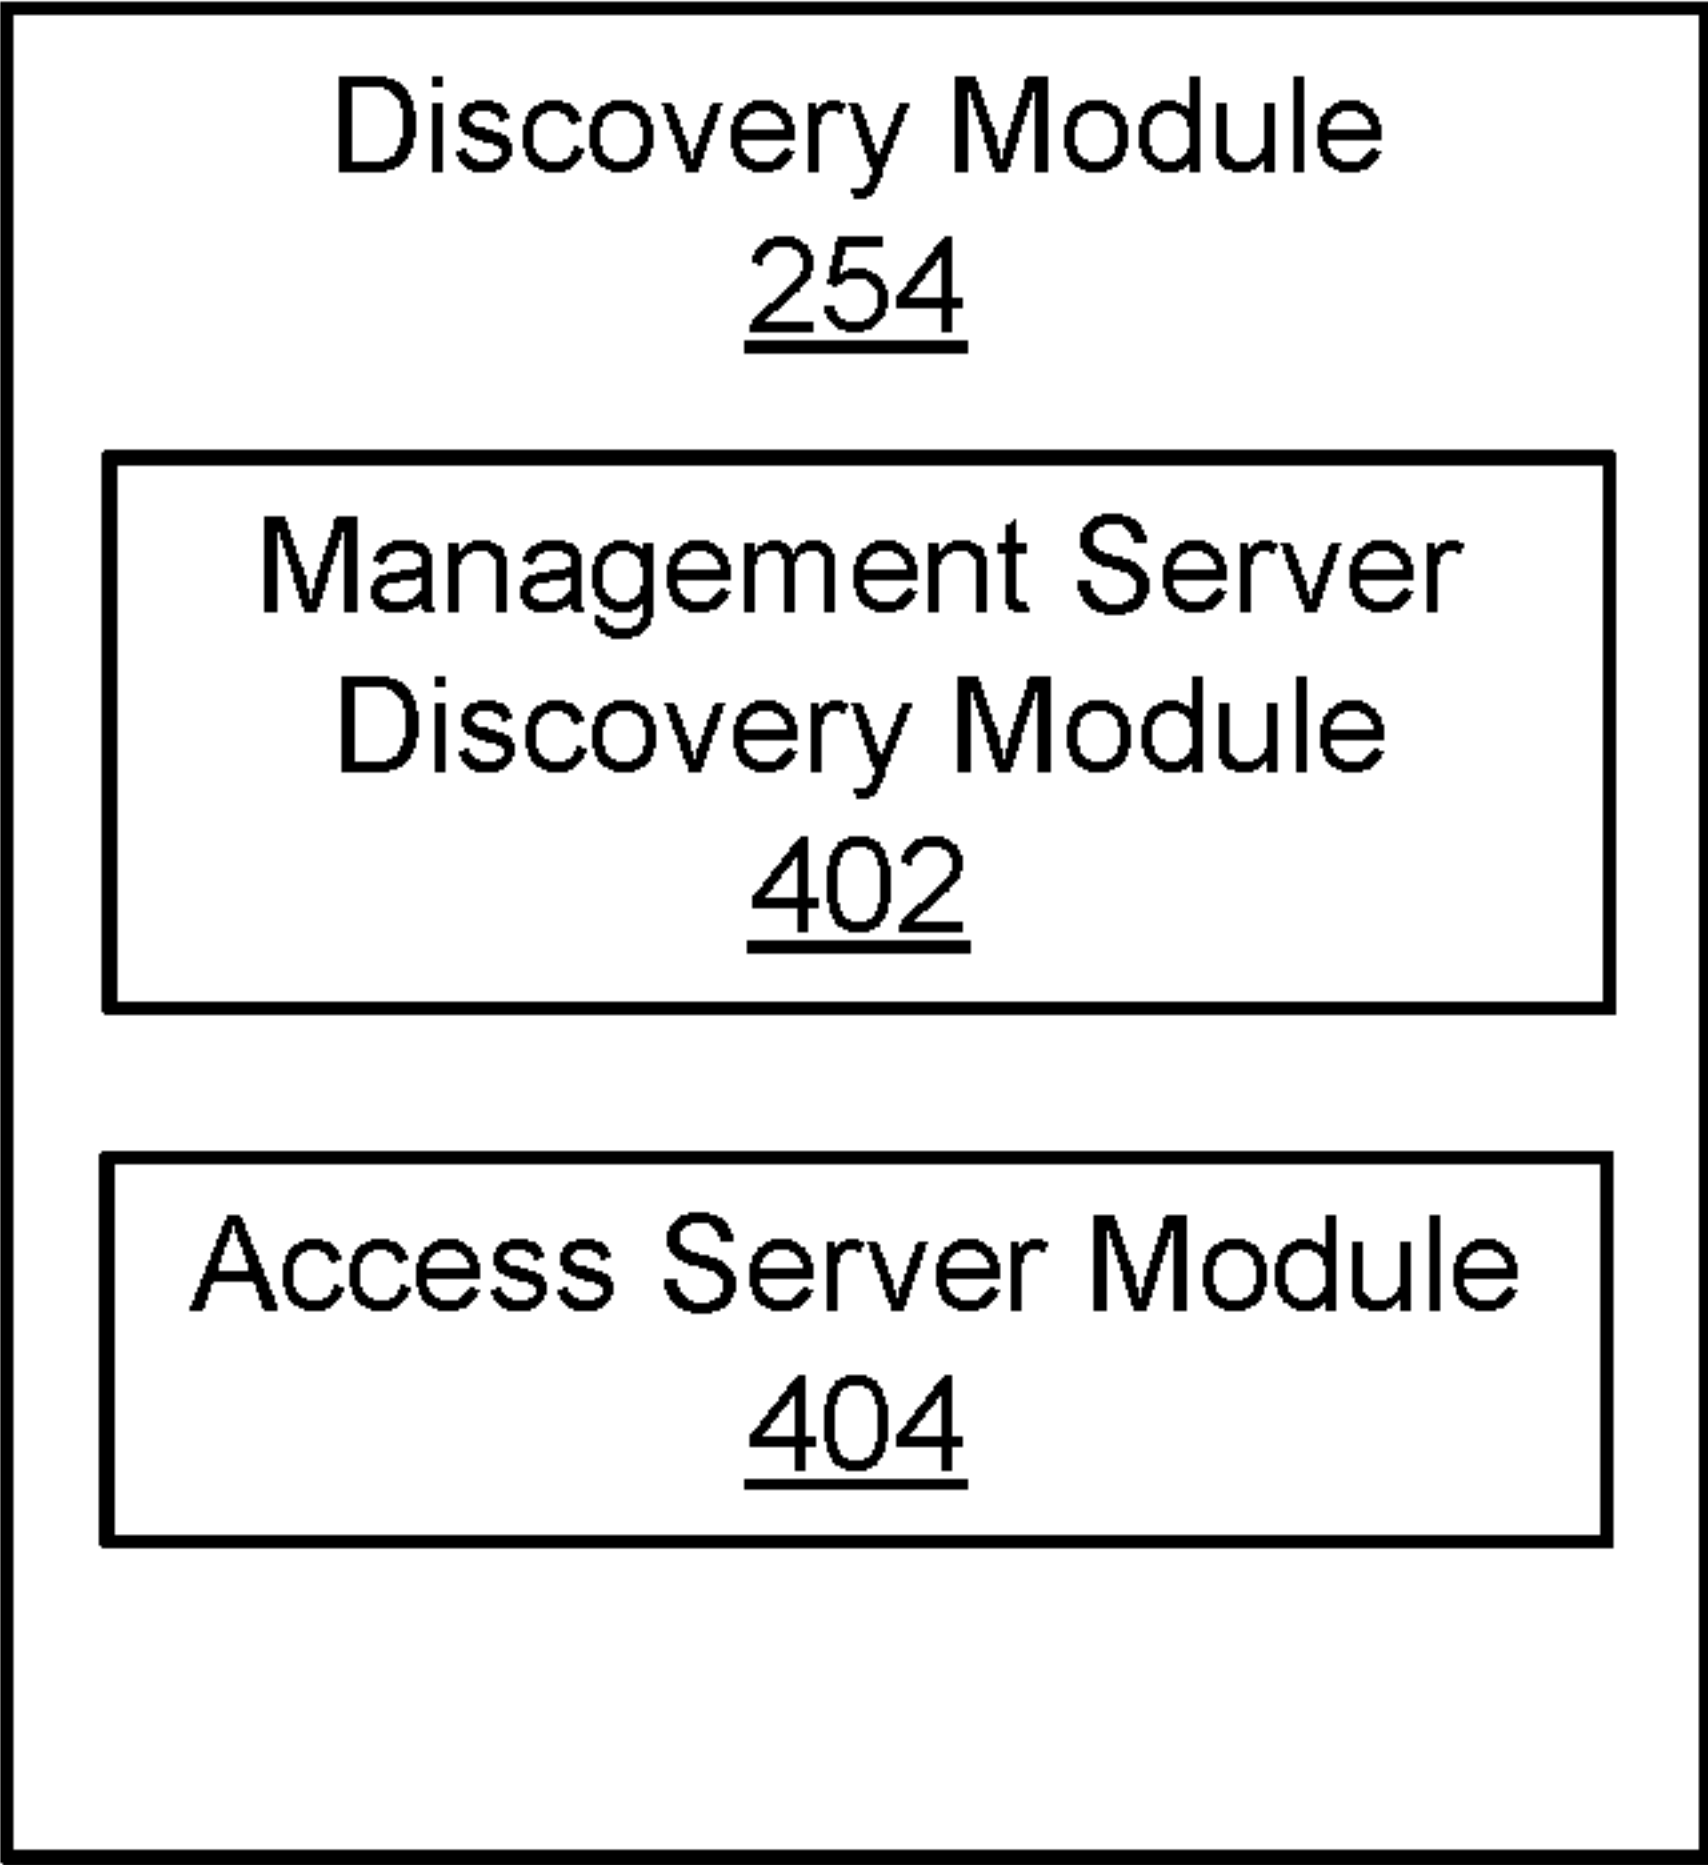 Discovery Module
254
Management Server
Discovery Module
402
Access Server Module
404